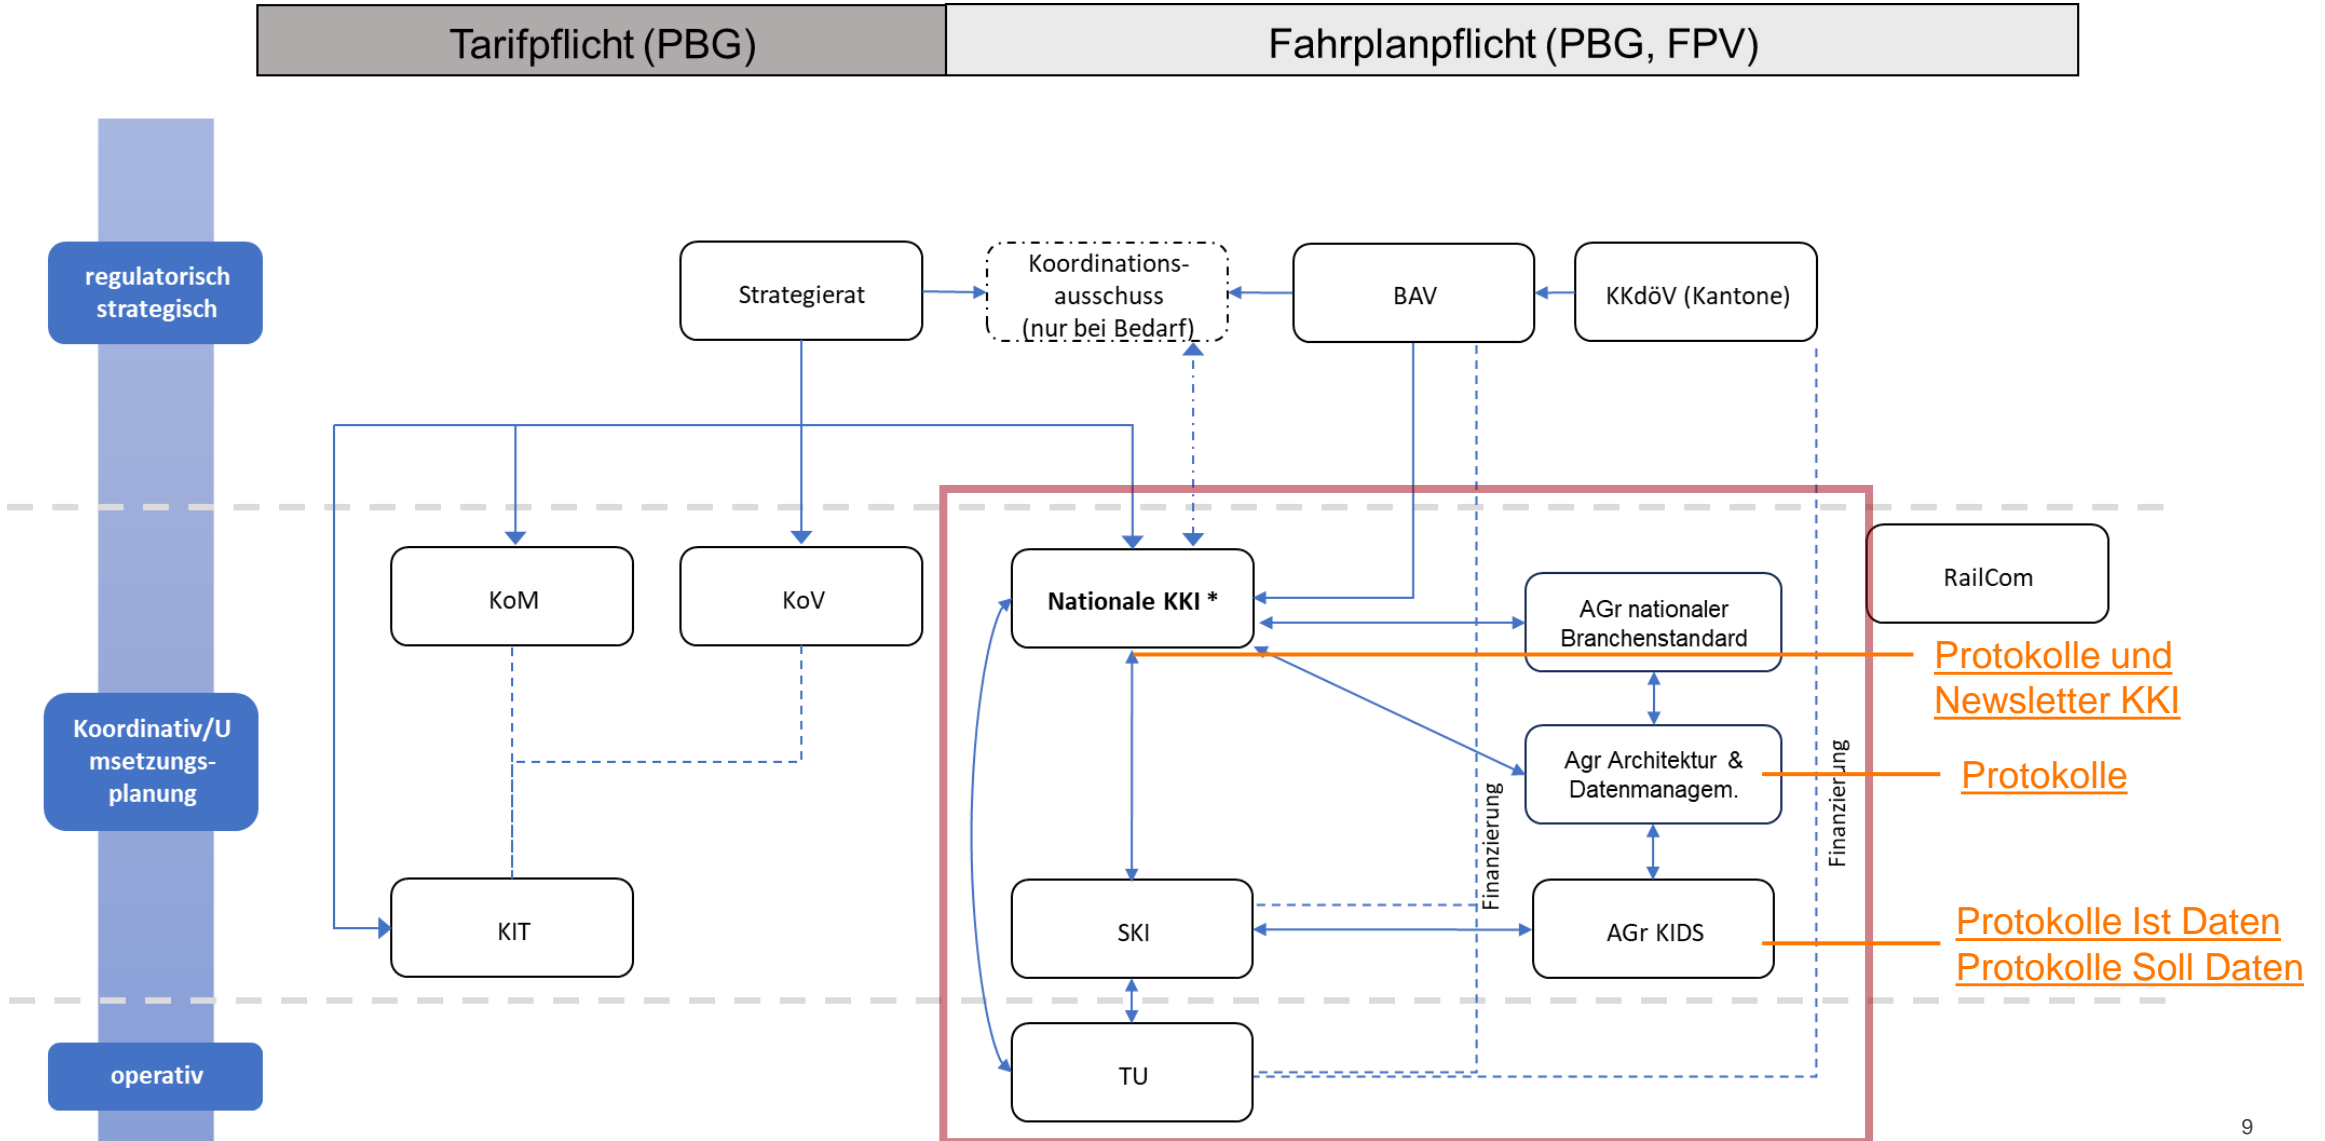 Tarifpflicht (PBG)
Fahrplanpflicht (PBG, FPV)
regulatorisch
strategisch
Strategierat
Koordinations-
ausschuss
(nur bei Bedarf)
BAV
KKdöV (Kantone)
KoM
KoV
Nationale KKI *
AGr nationaler
Branchenstandard
RailCom
Protokolle und
Newsletter KKI
Koordinativ/U
msetzungs-
planung
Agr Architektur &
Datenmanagem.
Protokolle
Finanzierung
Finanzierung
KIT
SKI
AGr KIDS
Protokolle Ist Daten
Protokolle Soll Daten
operativ
TU
9